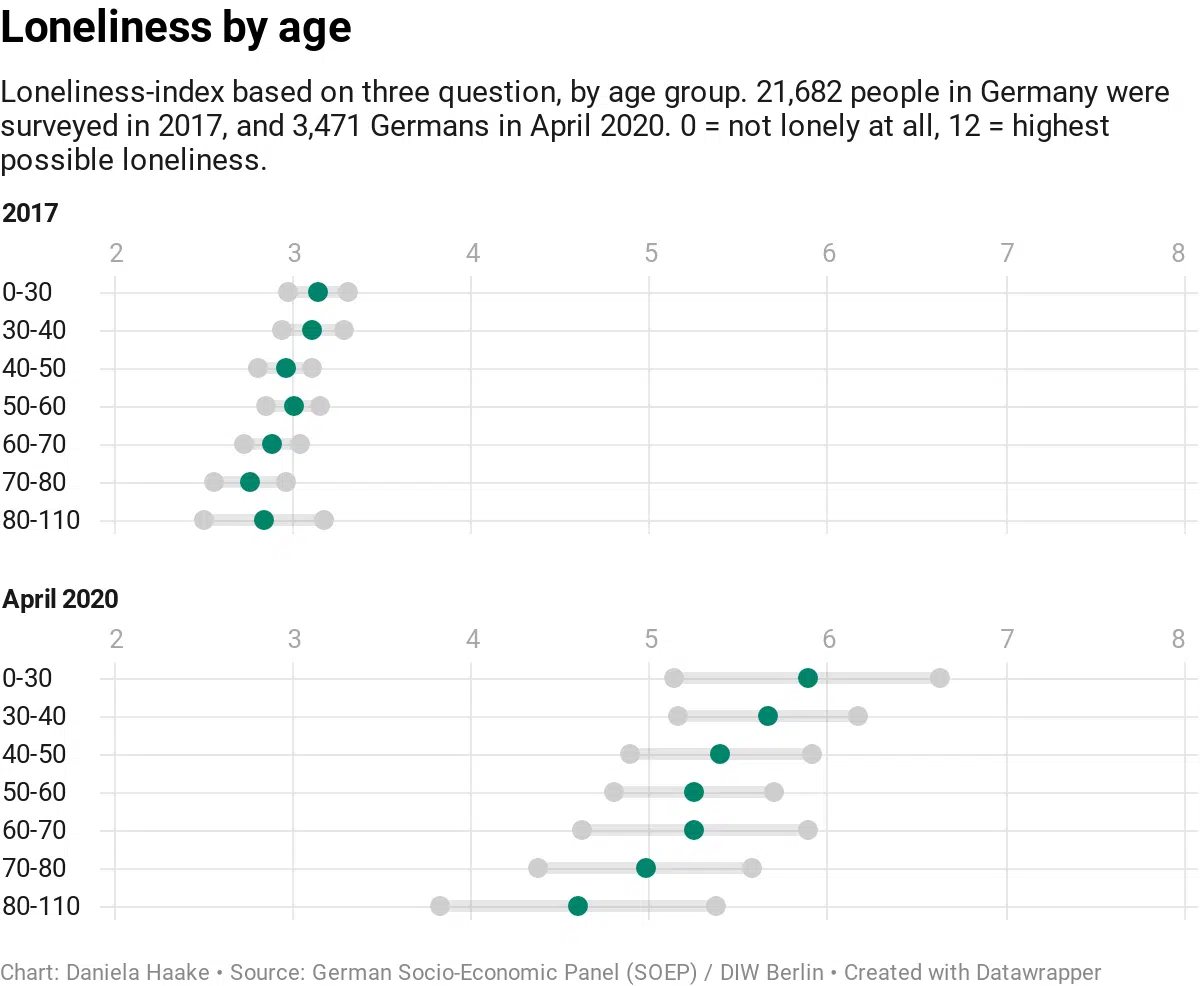 Loneliness by age
Loneliness-index based on three question, by age group. 21,682 people in Germany were
surveyed in 2017, and 3,471 Germans in April 2020. 0 = not lonely at all, 12 = highest
possible loneliness.
2017
2 3 4 5 6 7 8
0-30
30-40
40-50
50-60
60-70
70-80
80-110
April 2020
2 3 4 5 6 7 8
0-30
30-40
40-50
50-60
60-70
70-80
80-110
Chart: Daniela Haake • Source: German Socio-Economic Panel (SOEP) / DIW Berlin • Created with Datawrapper